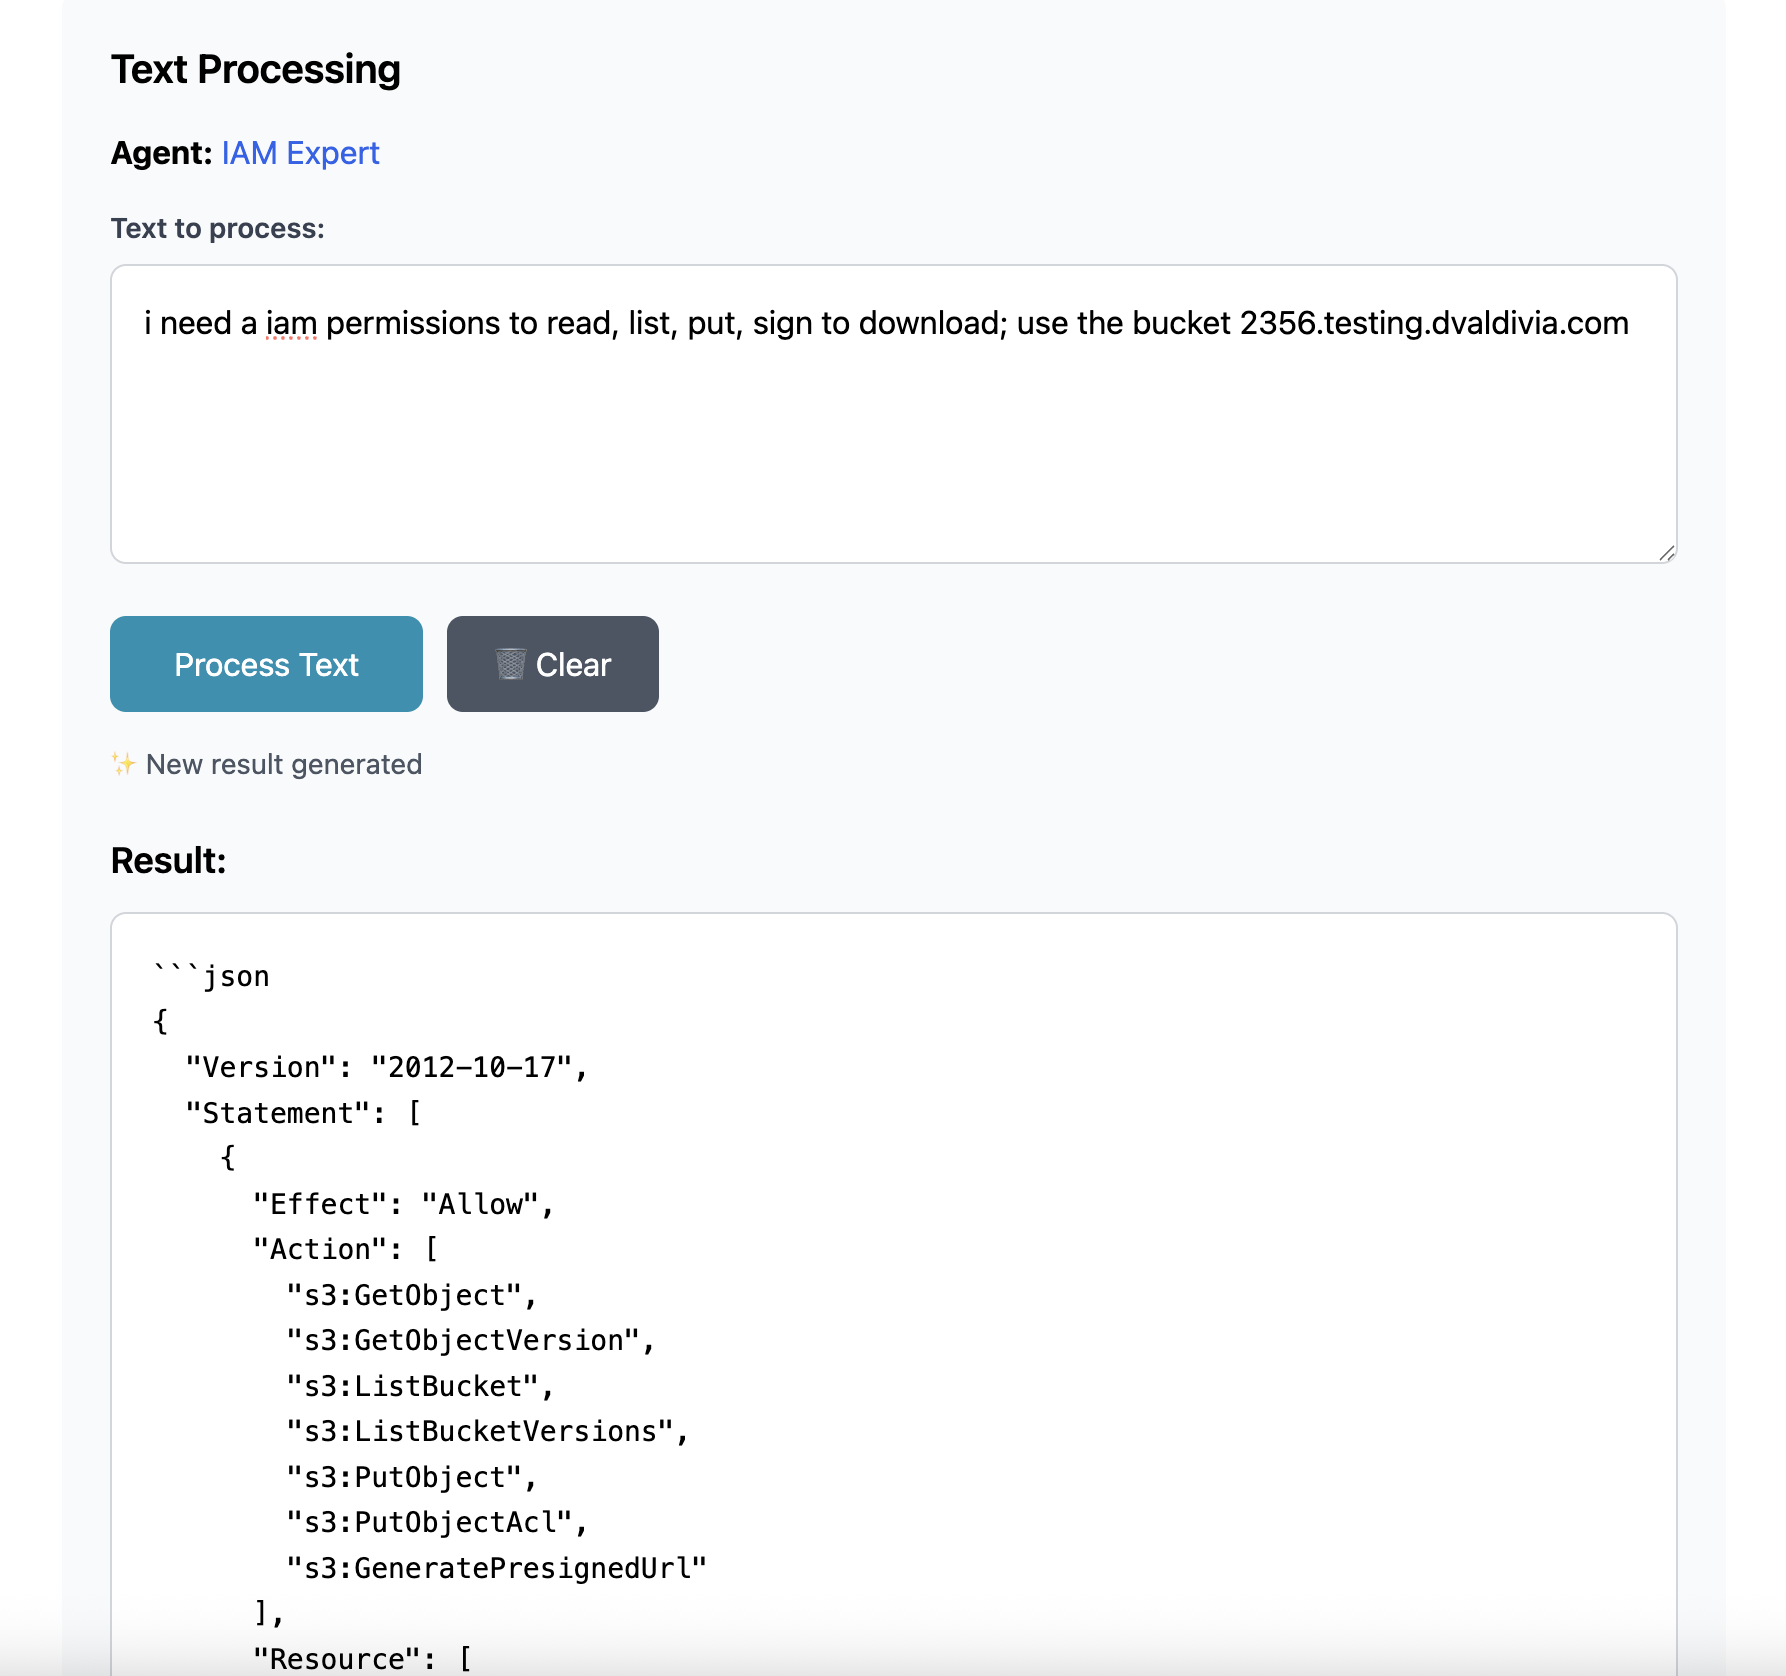 Text Processing
Agent: IAM Expert
Text to process:
i need a iam permissions to read, list, put, sign to download; use the bucket 2356.testing.dvaldivia.com
Process Text
🗑️ Clear
✨ New result generated
Result:
```json
{
  "Version": "2012-10-17",
  "Statement": [
    {
      "Effect": "Allow",
      "Action": [
        "s3:GetObject",
        "s3:GetObjectVersion",
        "s3:ListBucket",
        "s3:ListBucketVersions",
        "s3:PutObject",
        "s3:PutObjectAcl",
        "s3:GeneratePresignedUrl"
      ],
      "Resource": [